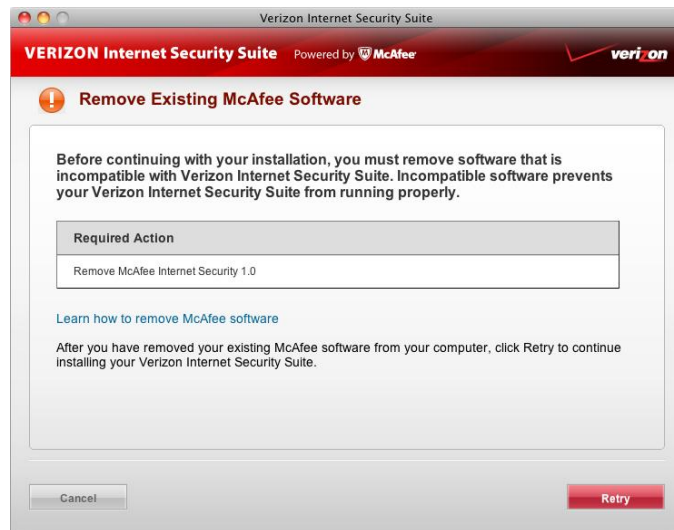 Verizon Internet Security Suite
VERIZON Internet Security Suite Powered by McAfee verizon
Remove Existing McAfee Software
Before continuing with your installation, you must remove software that is
incompatible with Verizon Internet Security Suite. Incompatible software prevents
your Verizon Internet Security Suite from running properly.
Required Action
Remove McAfee Internet Security 1.0
Learn how to remove McAfee software
After you have removed your existing McAfee software from your computer, click Retry to continue
installing your Verizon Internet Security Suite.
Cancel Retry